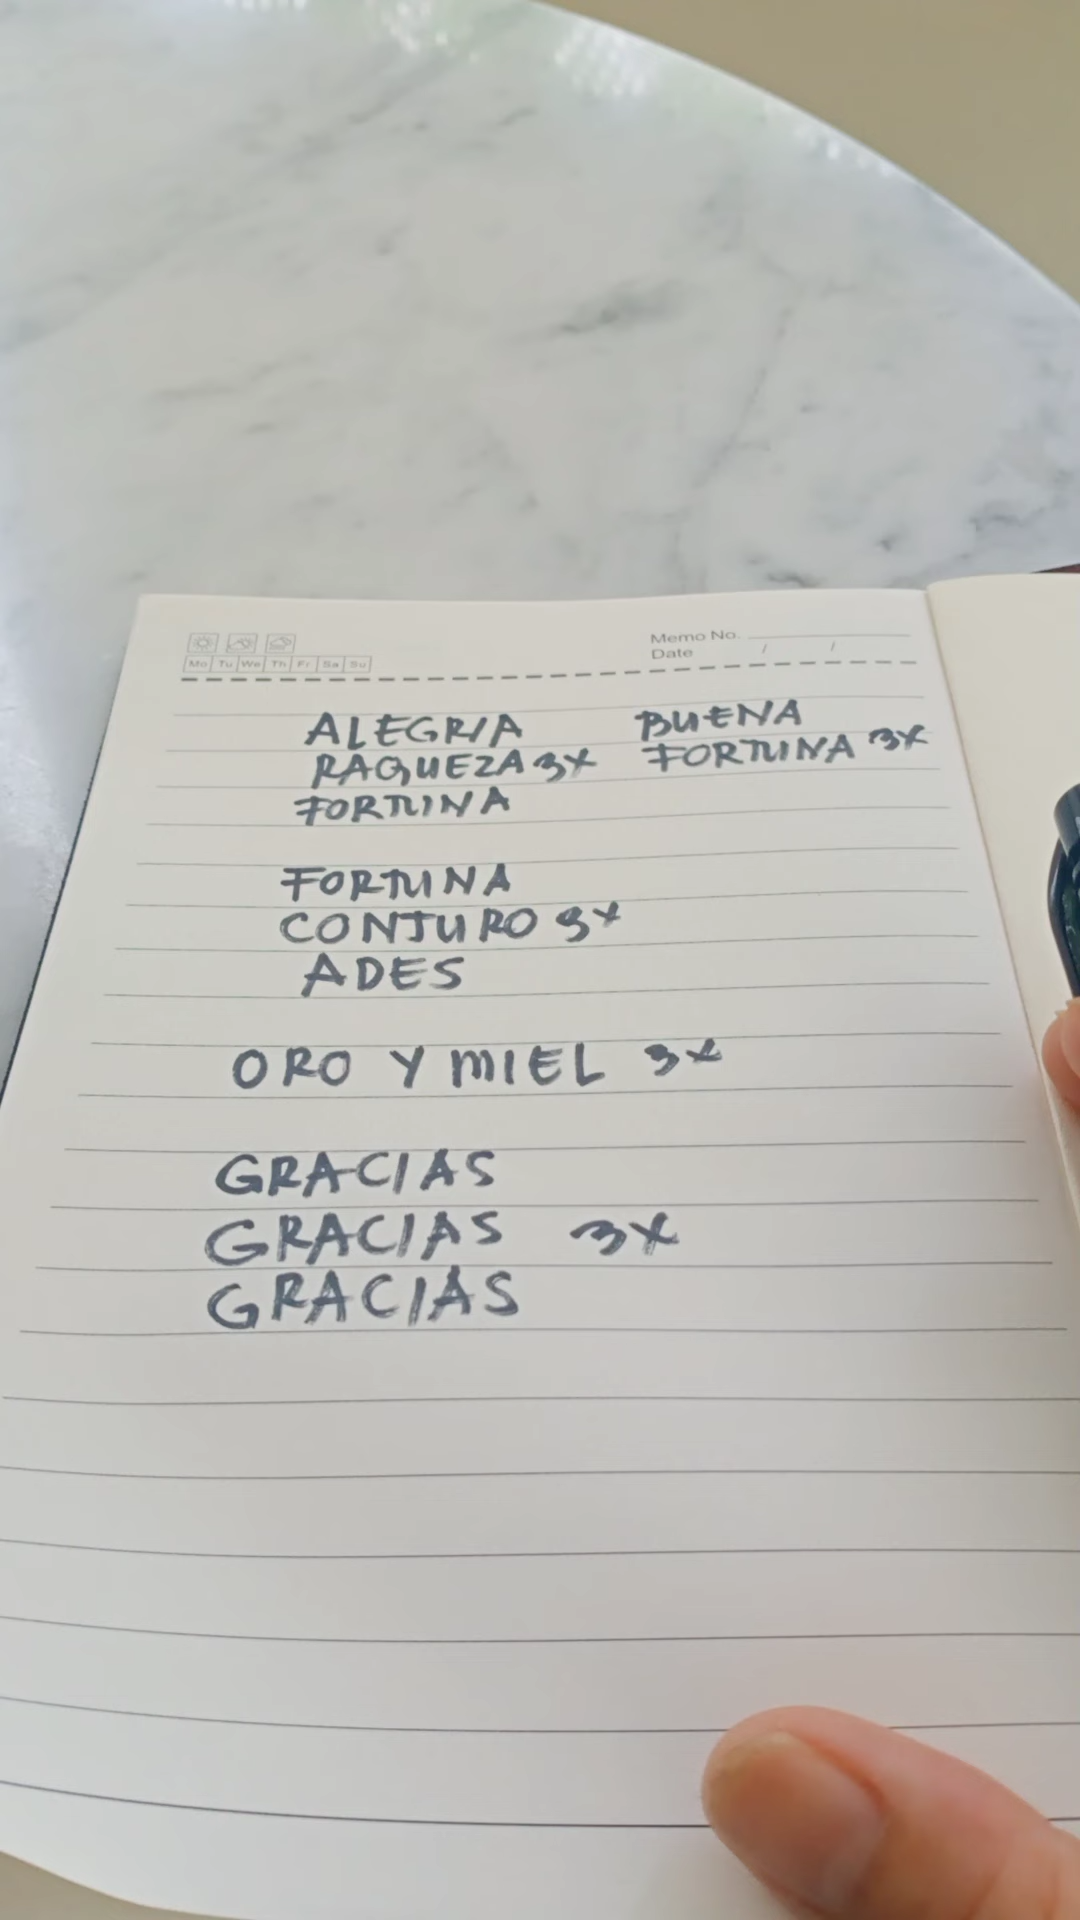 Mo Tu We Th Fr Sa Su
Memo No.
Date / /
ALEGRIA
RAQUEZA 3X
FORTUNA
BUENA
FORTUNA 3X
FORTUNA
CONJURO 3X
ADES
ORO Y MIEL 3X
GRACIAS
GRACIAS 3X
GRACIAS